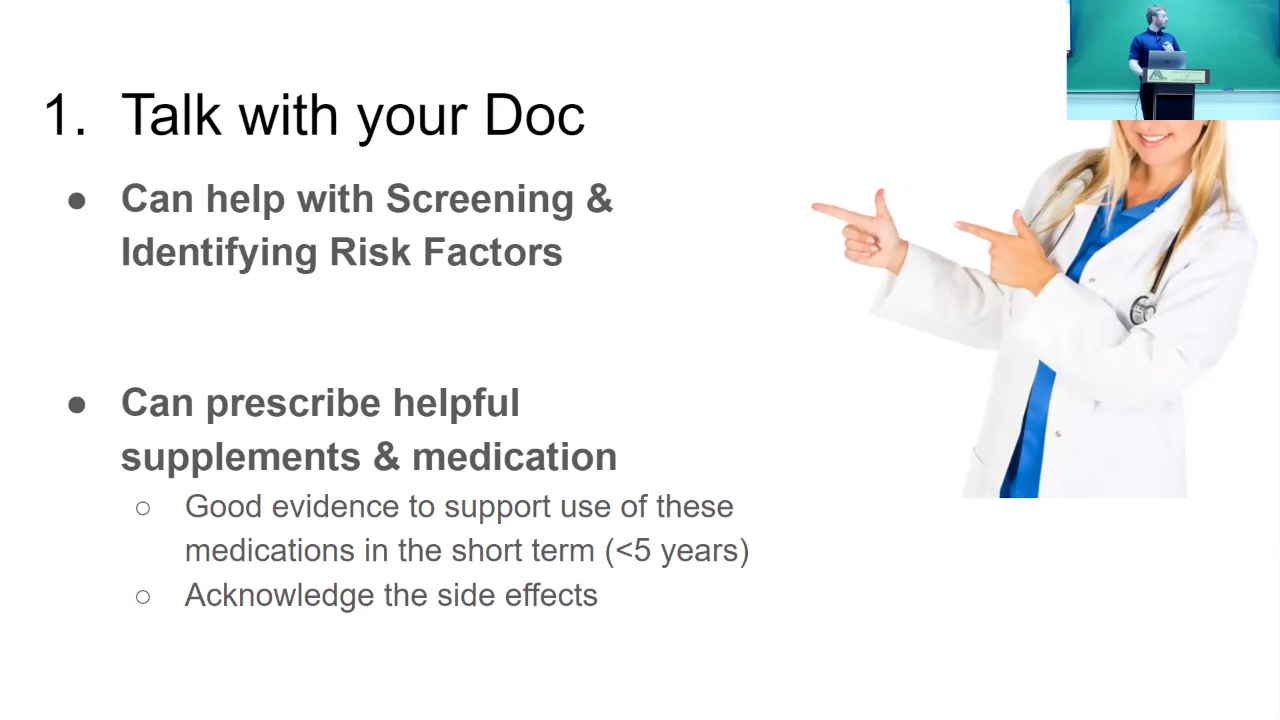 1. Talk with your Doc
● Can help with Screening &
Identifying Risk Factors
● Can prescribe helpful
supplements & medication
○ Good evidence to support use of these
medications in the short term (<5 years)
○ Acknowledge the side effects